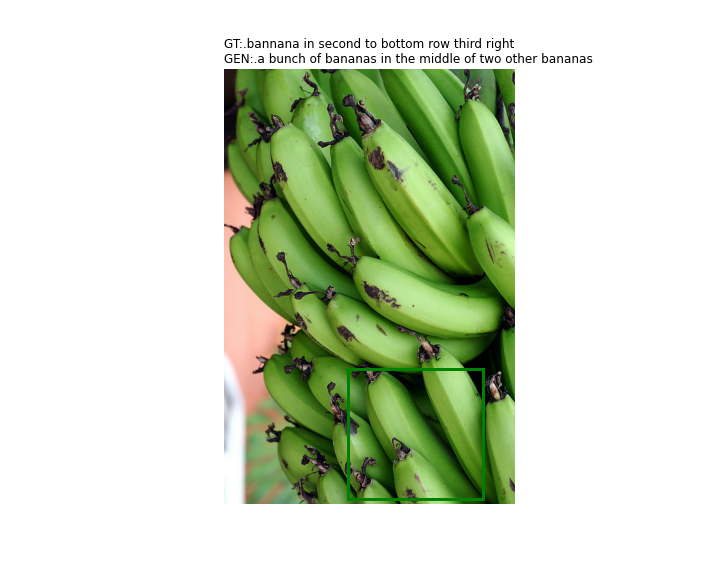 GT:.bannana in second to bottom row third right
GEN:.a bunch of bananas in the middle of two other bananas